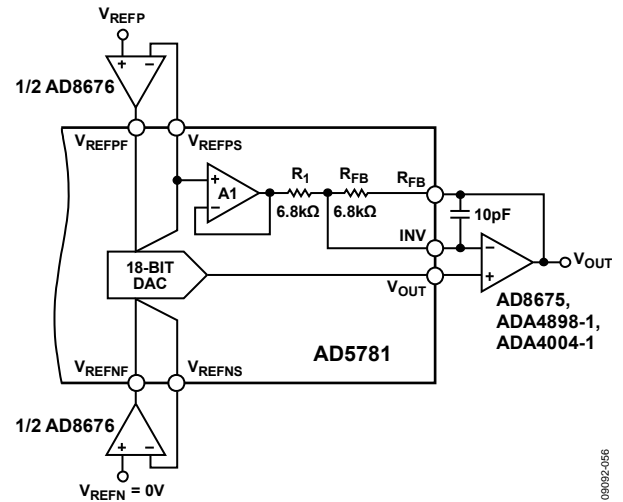 VREFP
1/2 AD8676
VREFPF
VREFPS
A1
R1
6.8kΩ
RFB
6.8kΩ
RFB
10pF
INV
18-BIT
DAC
VOUT
VOUT
AD8675,
ADA4898-1,
ADA4004-1
AD5781
VREFNF
VREFNS
1/2 AD8676
VREFN = 0V
09092-056